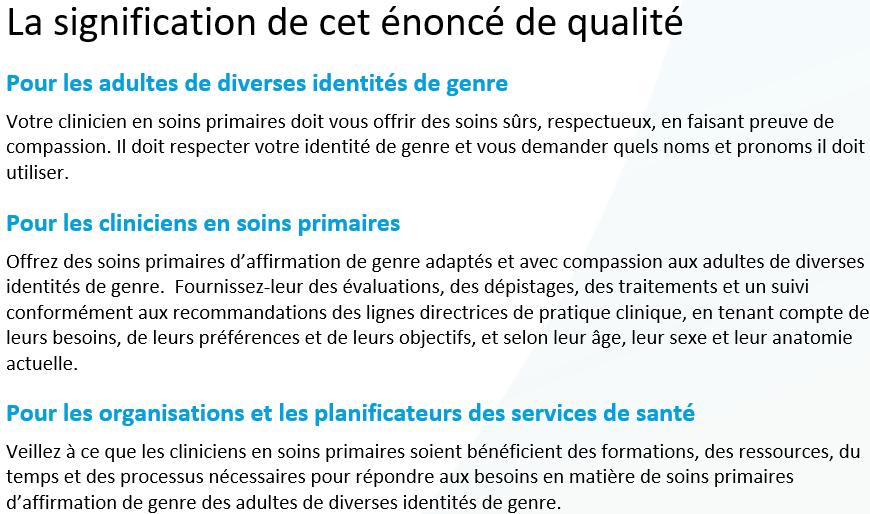 La signification de cet énoncé de qualité
Pour les adultes de diverses identités de genre
Votre clinicien en soins primaires doit vous offrir des soins sûrs, respectueux, en faisant preuve de
compassion. Il doit respecter votre identité de genre et vous demander quels noms et pronoms il doit
utiliser.
Pour les cliniciens en soins primaires
Offrez des soins primaires d’affirmation de genre adaptés et avec compassion aux adultes de diverses
identités de genre.  Fournissez-leur des évaluations, des dépistages, des traitements et un suivi
conformément aux recommandations des lignes directrices de pratique clinique, en tenant compte de
leurs besoins, de leurs préférences et de leurs objectifs, et selon leur âge, leur sexe et leur anatomie
actuelle.
Pour les organisations et les planificateurs des services de santé
Veillez à ce que les cliniciens en soins primaires soient bénéficient des formations, des ressources, du
temps et des processus nécessaires pour répondre aux besoins en matière de soins primaires
d’affirmation de genre des adultes de diverses identités de genre.